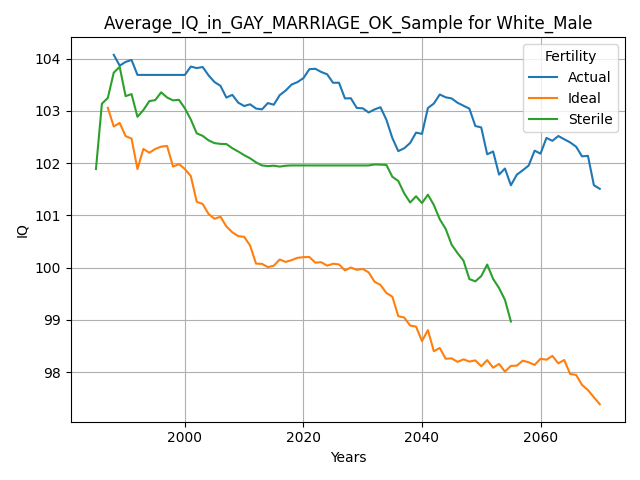 Average_IQ_in_GAY_MARRIAGE_OK_Sample for White_Male
Fertility
Actual
Ideal
Sterile
104
103
102
101
100
99
98
IQ
2000
2020
2040
2060
Years